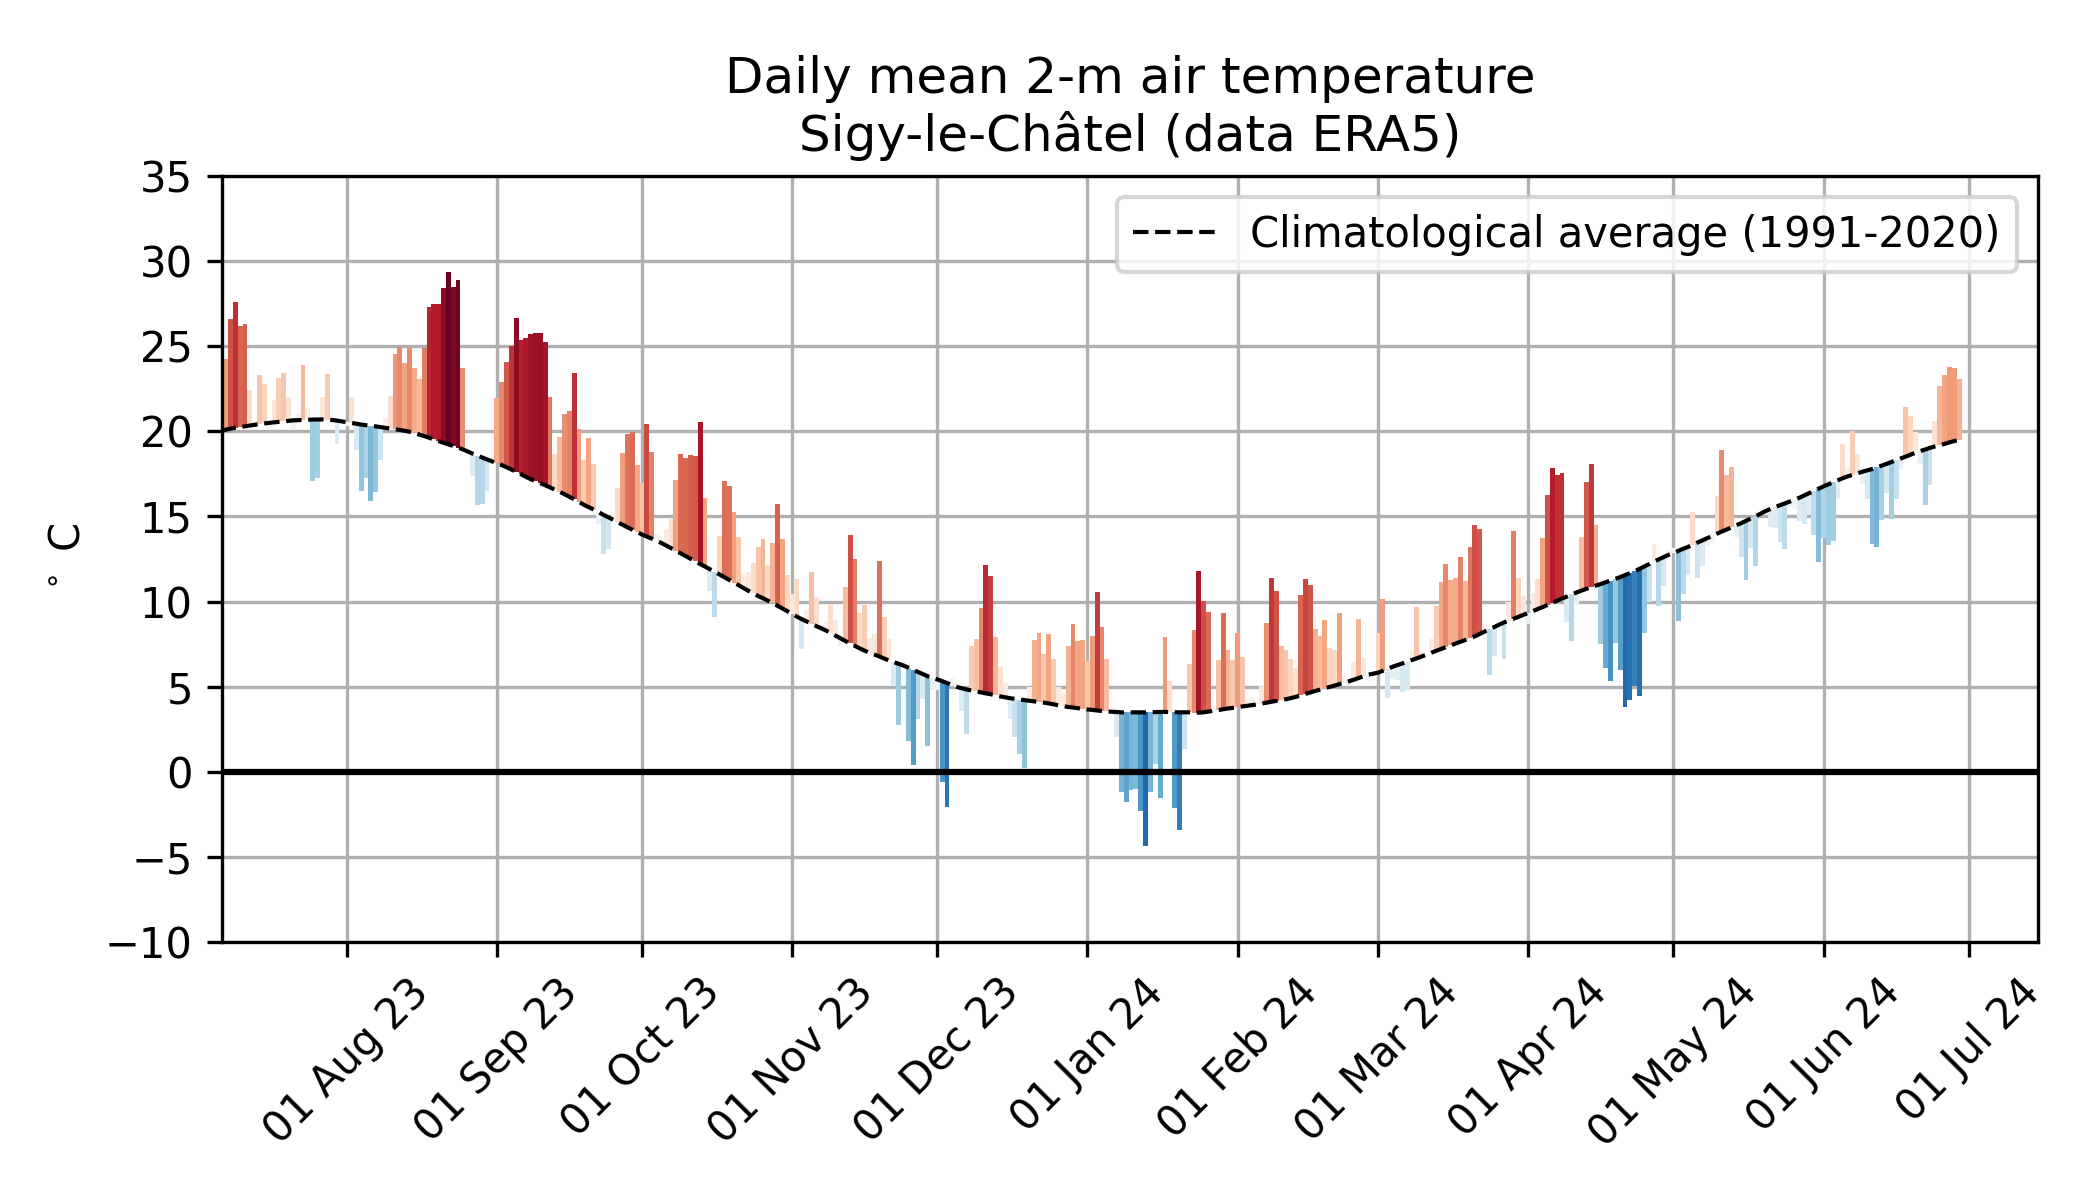 Daily mean 2-m air temperature
Sigy-le-Châtel (data ERA5)
Climatological average (1991-2020)
° C
35
30
25
20
15
10
5
0
−5
−10
01 Aug 23
01 Sep 23
01 Oct 23
01 Nov 23
01 Dec 23
01 Jan 24
01 Feb 24
01 Mar 24
01 Apr 24
01 May 24
01 Jun 24
01 Jul 24